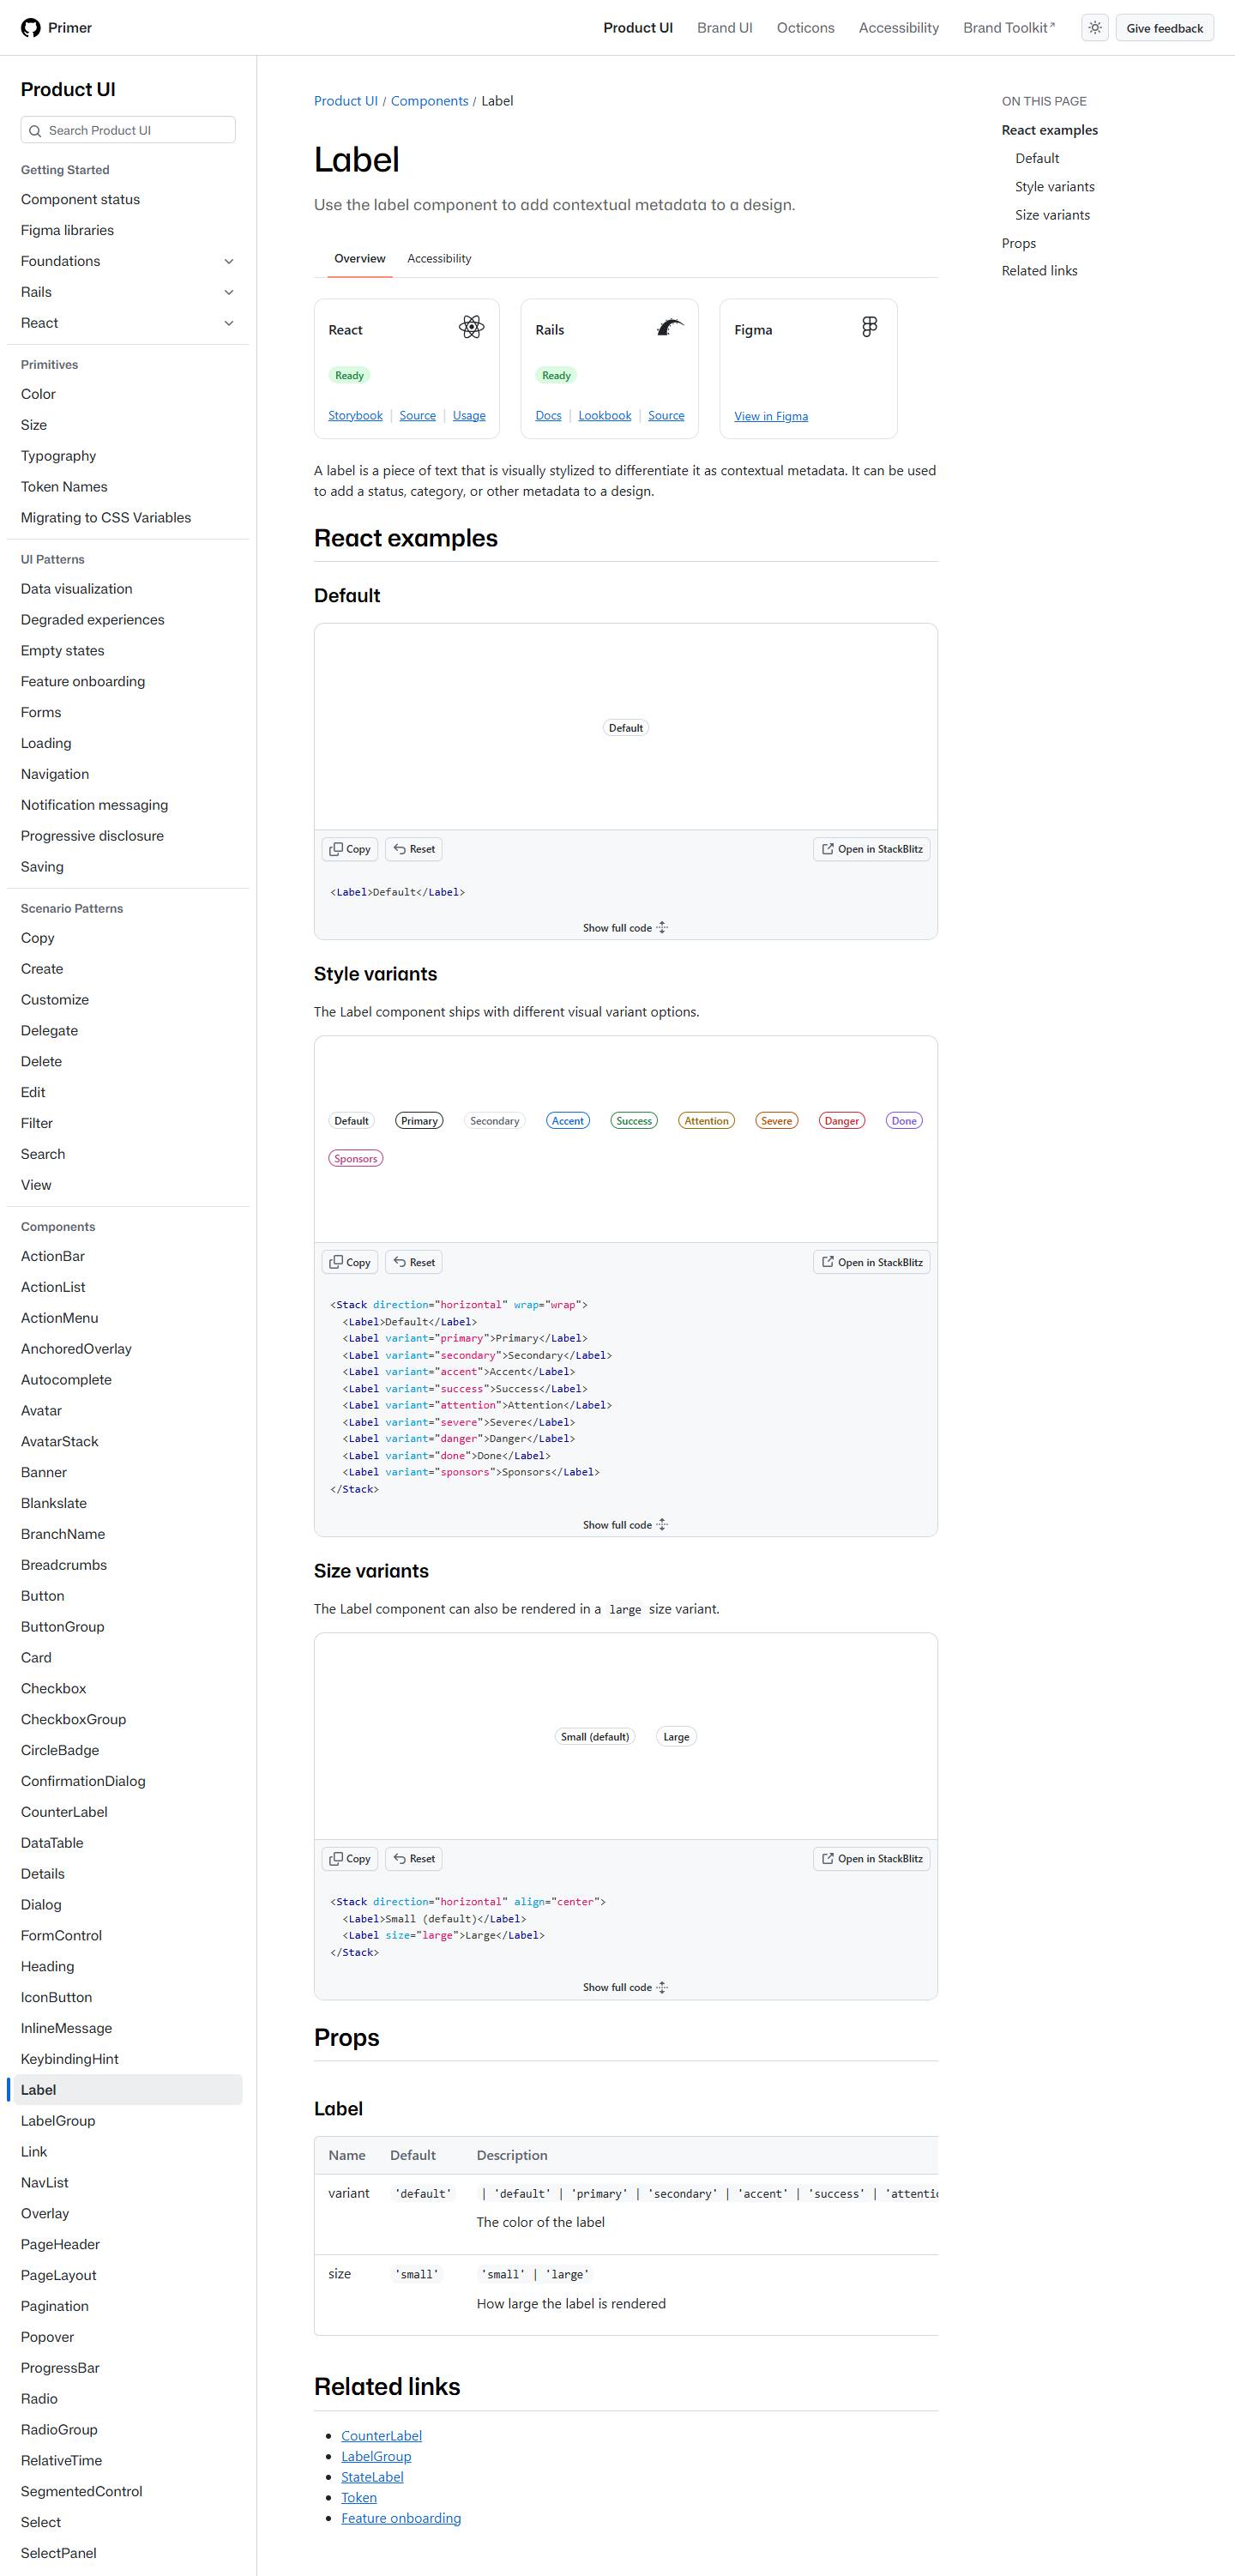 Primer
Product UI
Brand UI
Octicons
Accessibility
Brand Toolkit↗
Give feedback
Product UI
Search Product UI
Getting Started
Component status
Figma libraries
Foundations
Rails
React
Primitives
Color
Size
Typography
Token Names
Migrating to CSS Variables
UI Patterns
Data visualization
Degraded experiences
Empty states
Feature onboarding
Forms
Loading
Navigation
Notification messaging
Progressive disclosure
Saving
Scenario Patterns
Copy
Create
Customize
Delegate
Delete
Edit
Filter
Search
View
Components
ActionBar
ActionList
ActionMenu
AnchoredOverlay
Autocomplete
Avatar
AvatarStack
Banner
Blankslate
BranchName
Breadcrumbs
Button
ButtonGroup
Card
Checkbox
CheckboxGroup
CircleBadge
ConfirmationDialog
CounterLabel
DataTable
Details
Dialog
FormControl
Heading
IconButton
InlineMessage
KeybindingHint
Label
LabelGroup
Link
NavList
Overlay
PageHeader
PageLayout
Pagination
Popover
ProgressBar
Radio
RadioGroup
RelativeTime
SegmentedControl
Select
SelectPanel
Product UI / Components / Label
Label
Use the label component to add contextual metadata to a design.
Overview
Accessibility
React
Ready
Storybook | Source | Usage
Rails
Ready
Docs | Lookbook | Source
Figma
View in Figma
A label is a piece of text that is visually stylized to differentiate it as contextual metadata. It can be used
to add a status, category, or other metadata to a design.
React examples
Default
Default
Copy
Reset
Open in StackBlitz
<Label>Default</Label>
Show full code
Style variants
The Label component ships with different visual variant options.
Default Primary Secondary Accent Success Attention Severe Danger Done
Sponsors
Copy
Reset
Open in StackBlitz
<Stack direction="horizontal" wrap="wrap">
<Label>Default</Label>
<Label variant="primary">Primary</Label>
<Label variant="secondary">Secondary</Label>
<Label variant="accent">Accent</Label>
<Label variant="success">Success</Label>
<Label variant="attention">Attention</Label>
<Label variant="severe">Severe</Label>
<Label variant="danger">Danger</Label>
<Label variant="done">Done</Label>
<Label variant="sponsors">Sponsors</Label>
</Stack>
Show full code
Size variants
The Label component can also be rendered in a large size variant.
Small (default) Large
Copy
Reset
Open in StackBlitz
<Stack direction="horizontal" align="center">
<Label>Small (default)</Label>
<Label size="large">Large</Label>
</Stack>
Show full code
Props
Label
Name Default Description
variant 'default' | 'default' | 'primary' | 'secondary' | 'accent' | 'success' | 'attentic
The color of the label
size 'small' 'small' | 'large'
How large the label is rendered
Related links
CounterLabel
LabelGroup
StateLabel
Token
Feature onboarding
ON THIS PAGE
React examples
Default
Style variants
Size variants
Props
Related links